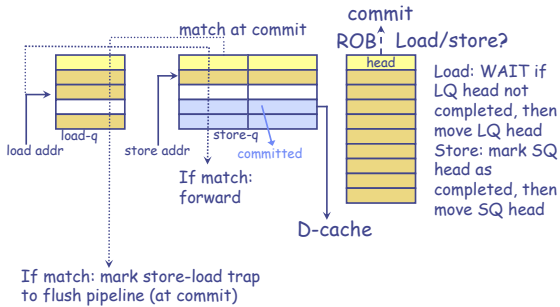 commit
match at commit
ROB
Load/store?
head
Load: WAIT if
LQ head not
completed, then
move LQ head
Store: mark SQ
head as
completed, then
move SQ head
load-q
store-q
load addr
store addr
committed
If match:
forward
D-cache
If match: mark store-load trap
to flush pipeline (at commit)